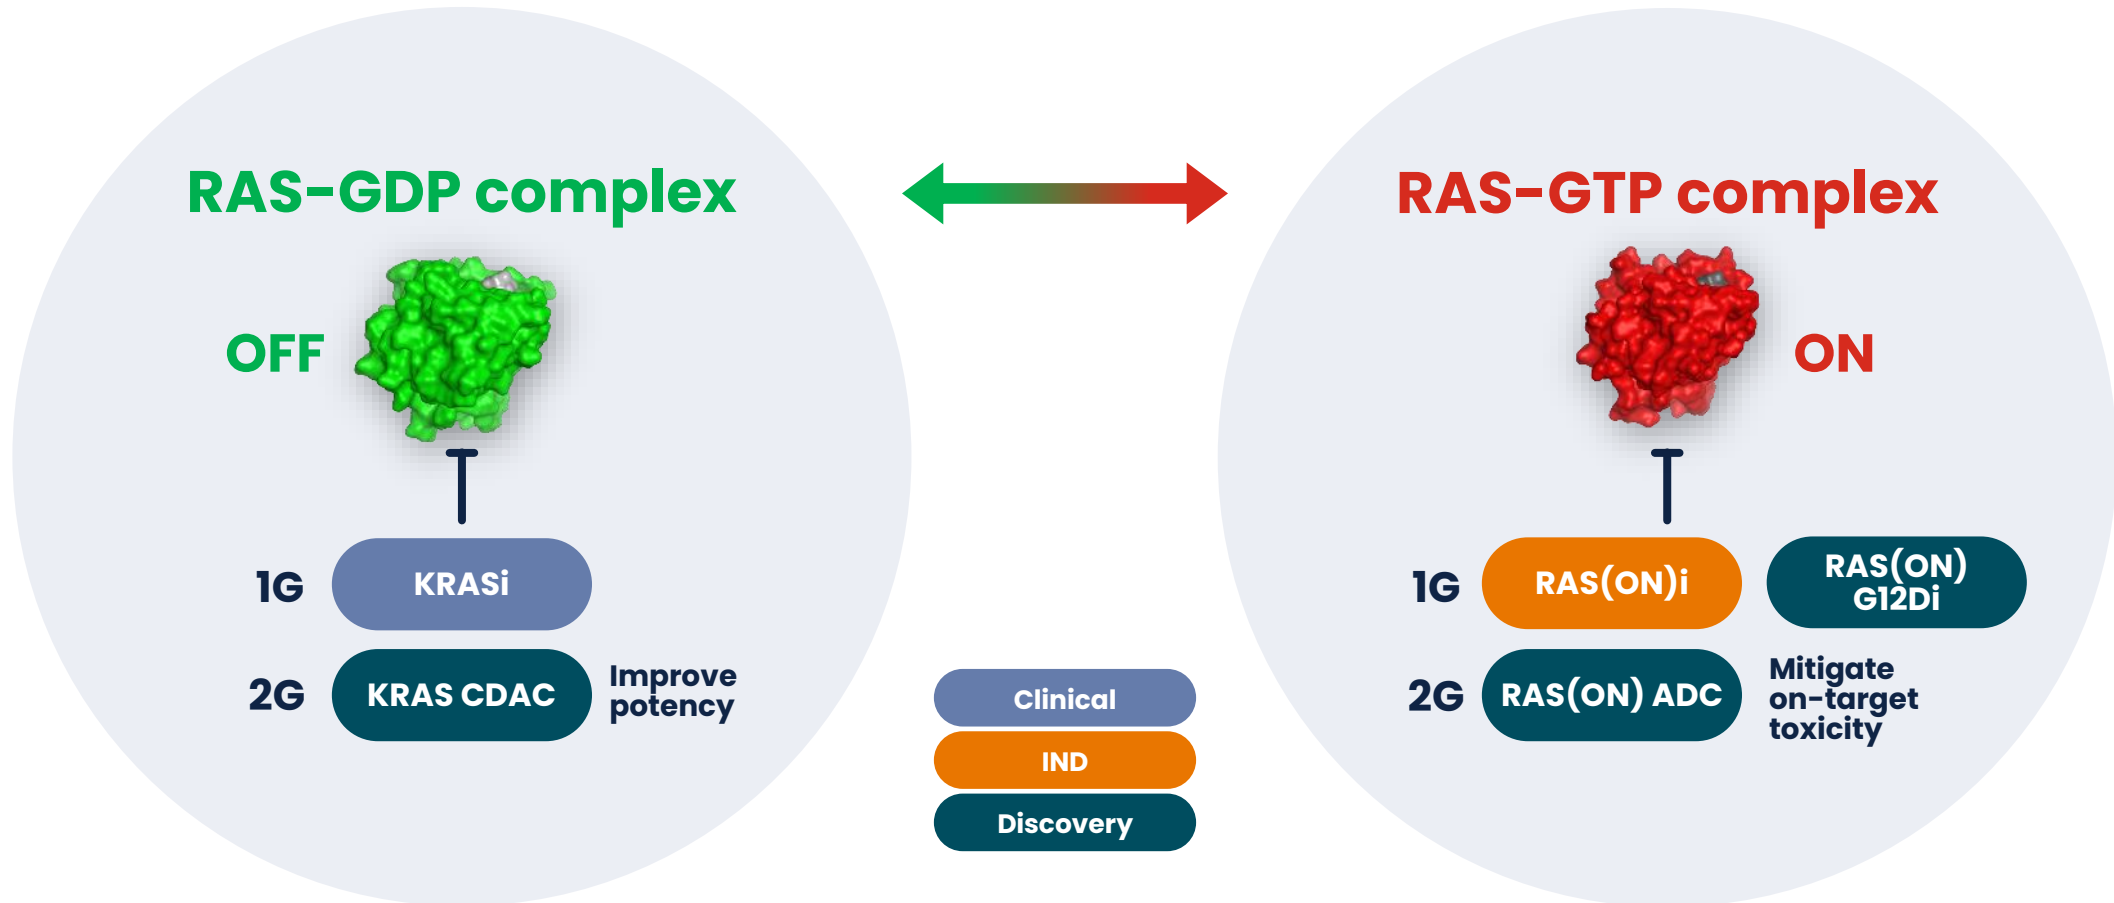 RAS-GDP complex
OFF
1G
KRASi
2G
KRAS CDAC
Improve
potency
Clinical
IND
Discovery
RAS-GTP complex
ON
1G
RAS(ON)i
RAS(ON)
G12Di
2G
RAS(ON) ADC
Mitigate
on-target
toxicity